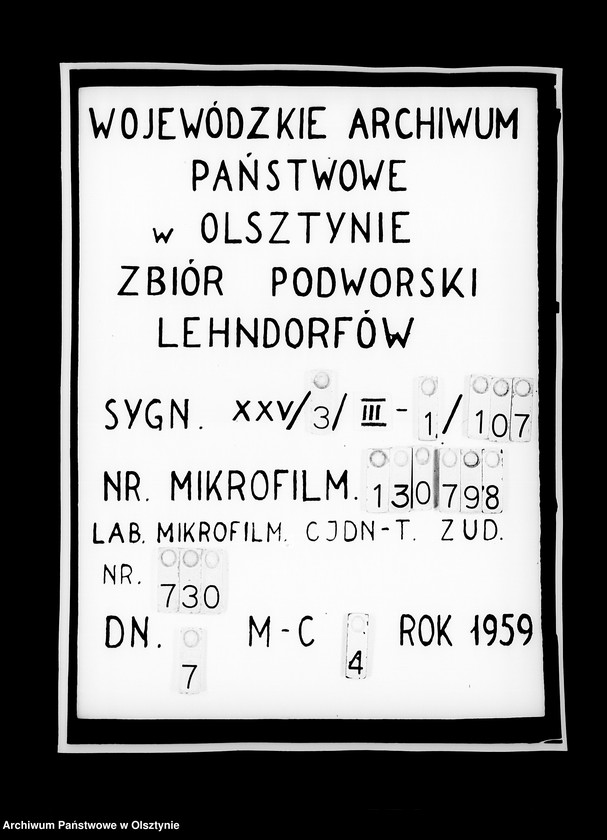 WOJEWÓDZKIE ARCHIWUM
PAŃSTWOWE
w OLSZTYNIE
ZBIÓR PODWORSKI
LEHNDORFÓW
SYGN. XXV/3/ III - 1/107
NR. MIKROFILM. 130798
LAB. MIKROFILM. CJDN-T. ZUD.
NR. 730
DN. 7 M-C 4 ROK 1959
Archiwum Państwowe w Olsztynie